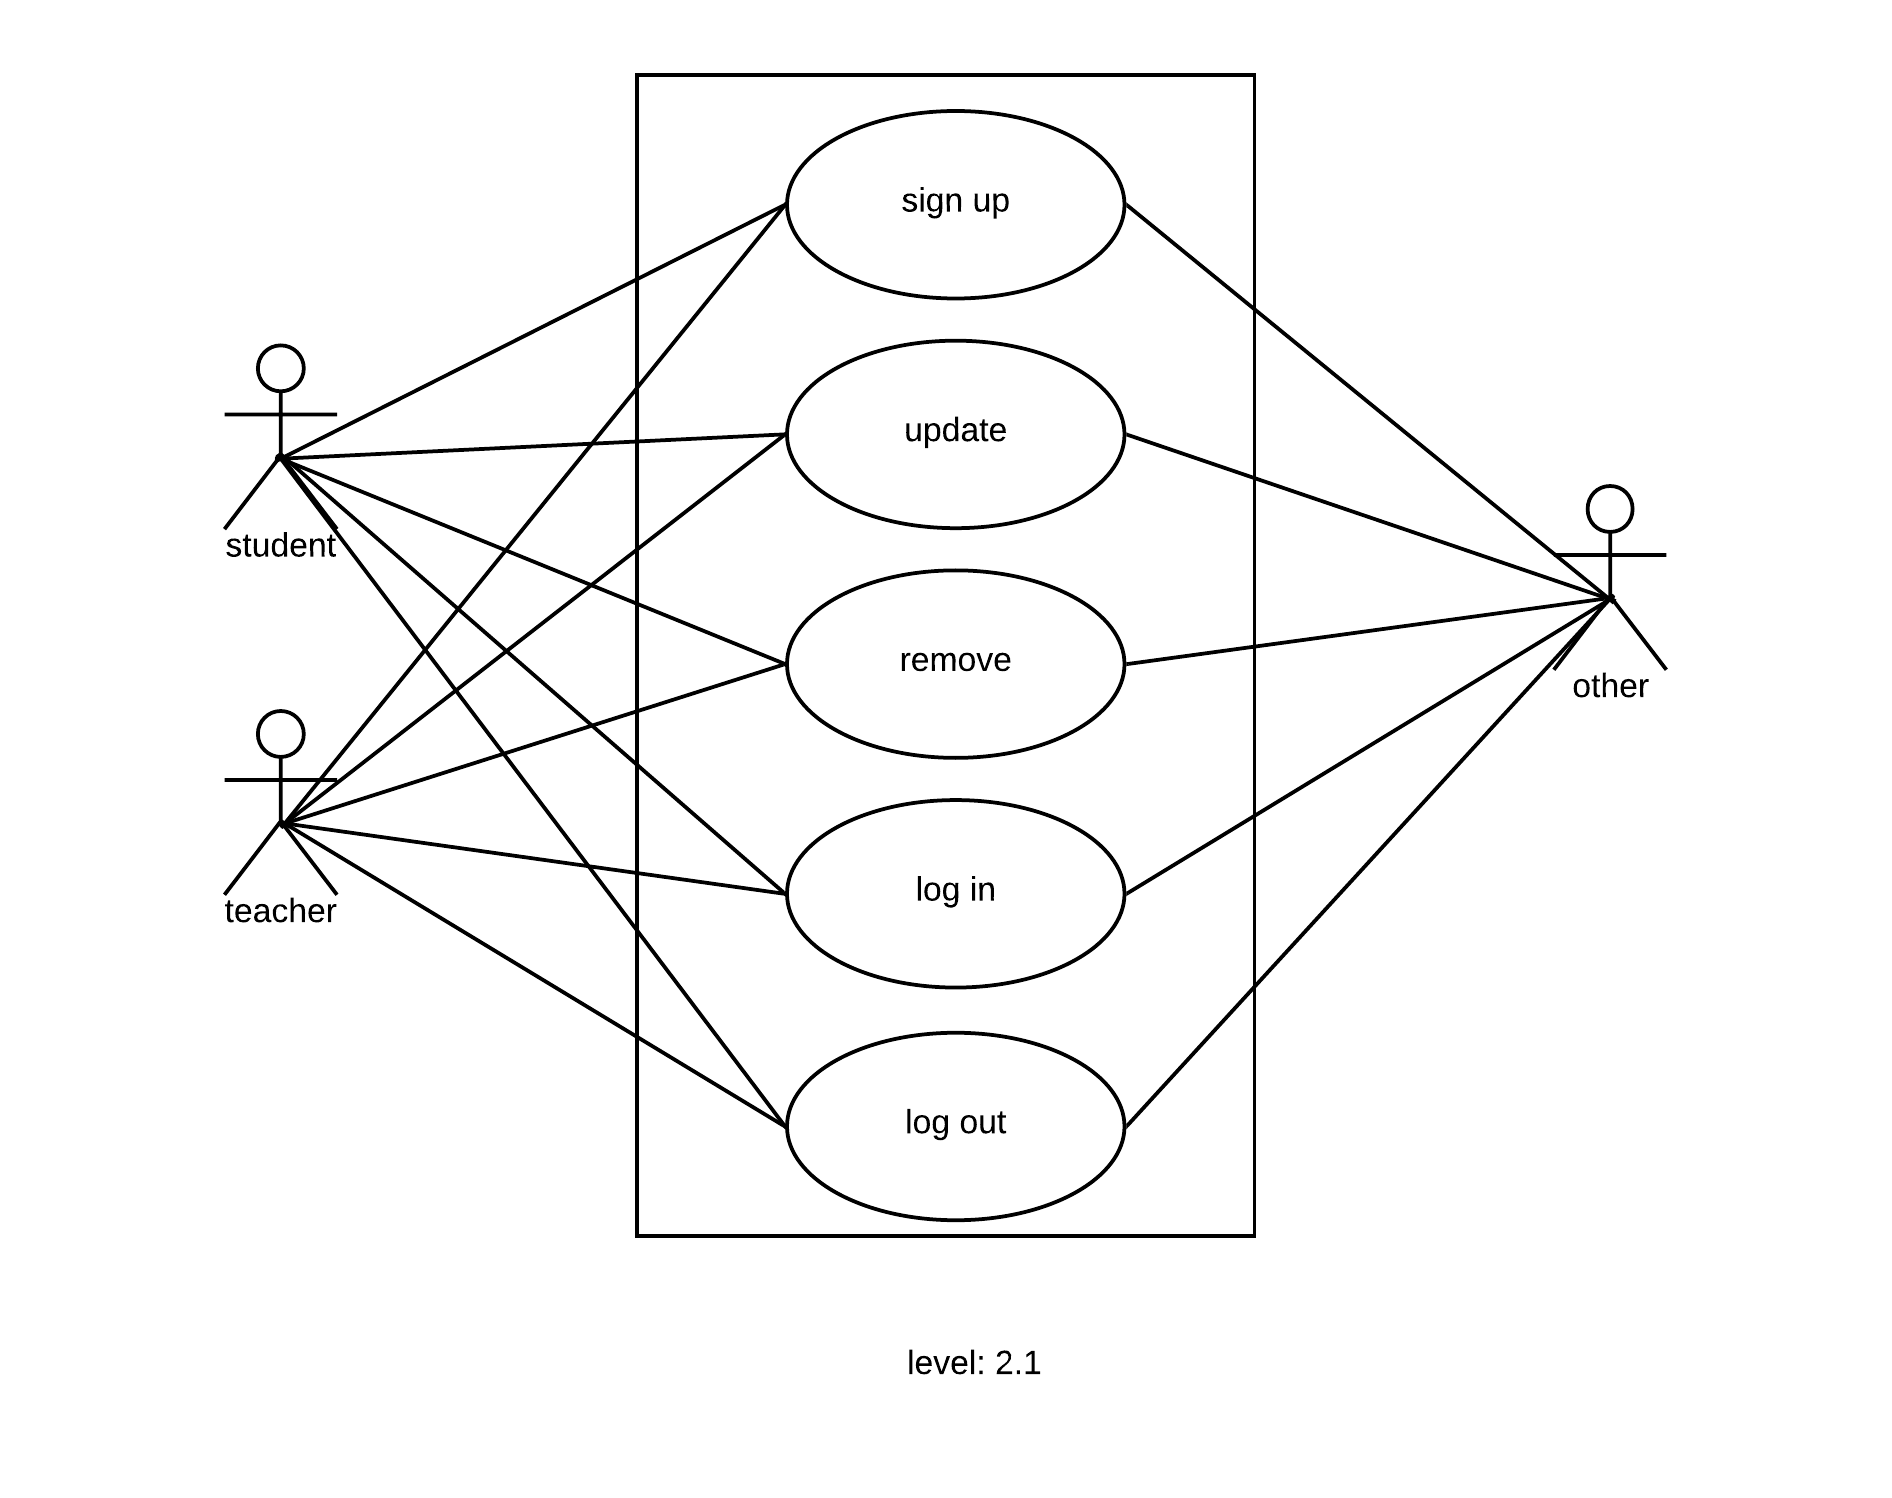 sign up
update
student
remove
other
log in
teacher
log out
level: 2.1